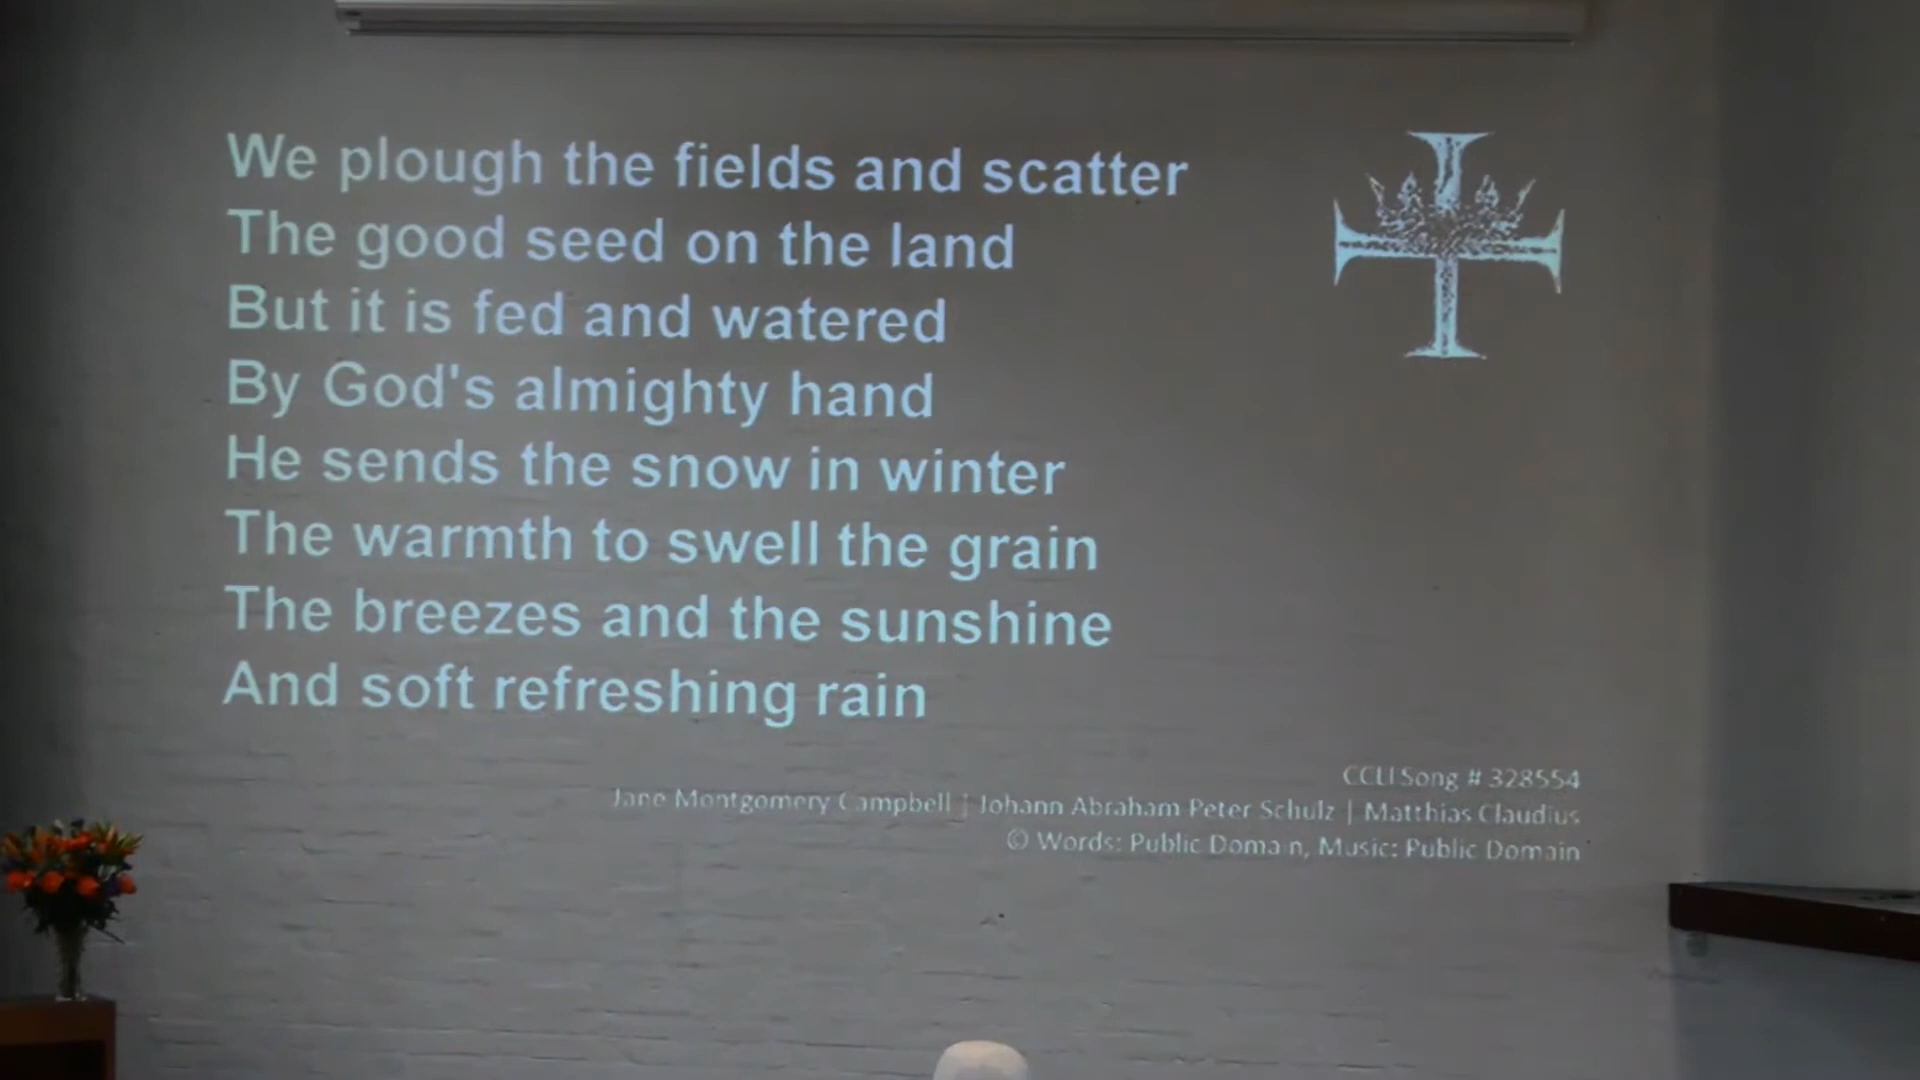 We plough the fields and scatter
The good seed on the land
But it is fed and watered
By God's almighty hand
He sends the snow in winter
The warmth to swell the grain
The breezes and the sunshine
And soft refreshing rain
CCLI Song # 328554
Jane Montgomery Campbell | Johann Abraham Peter Schulz | Matthias Claudius
© Words: Public Domain, Music: Public Domain